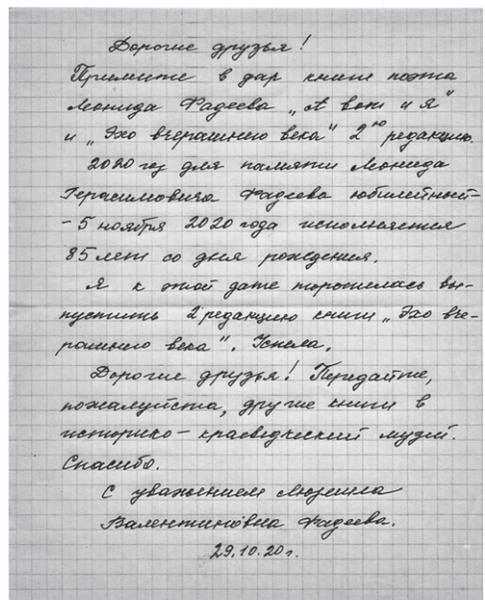 Дорогие друзья!
Примите в дар книги поэта
Леонида Фадеева „А вот и я"
и „Эхо вчерашнего века" 2ую редакцию.
2020 год для памяти Леонида
Герасимовича Фадеева юбилейный -
- 5 ноября 2020 года исполняется
85 лет со дня рождения.
Я к этой дате торопилась вы-
пустить 2 редакцию книги „Эхо вче-
рашнего века". Успела.
Дорогие друзья! Передайте,
пожалуйста, другие книги в
историко-краеведческий музей.
Спасибо.
С уважением Людмила
Валентиновна Фадеева.
29.10.20 г.